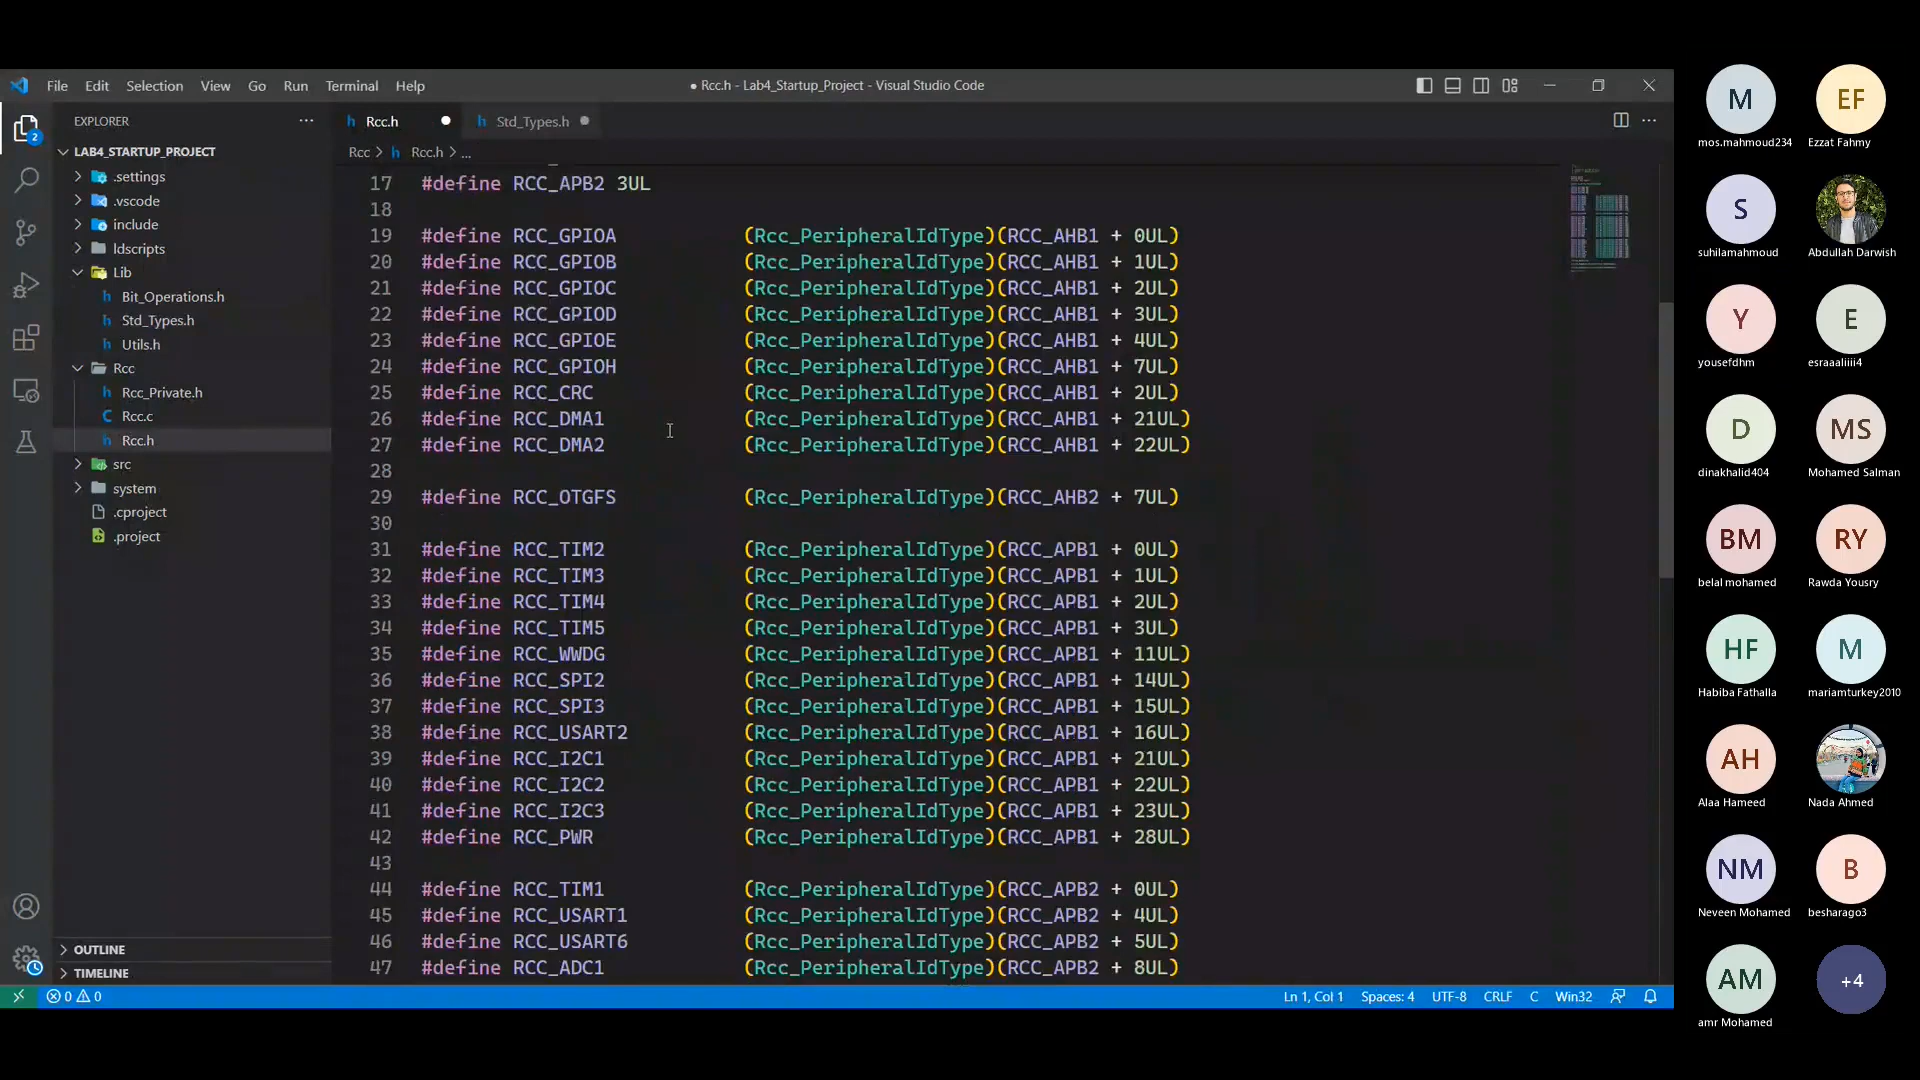 File Edit Selection View Go Run Terminal Help
● Rcc.h - Lab4_Startup_Project - Visual Studio Code
EXPLORER
LAB4_STARTUP_PROJECT
.settings
.vscode
include
ldscripts
Lib
Bit_Operations.h
Std_Types.h
Utils.h
Rcc
Rcc_Private.h
Rcc.c
Rcc.h
src
system
.cproject
.project
OUTLINE
TIMELINE
2
Rcc.h
Std_Types.h
Rcc > Rcc.h > ...
17 #define RCC_APB2 3UL
18
19 #define RCC_GPIOA (Rcc_PeripheralIdType)(RCC_AHB1 + 0UL)
20 #define RCC_GPIOB (Rcc_PeripheralIdType)(RCC_AHB1 + 1UL)
21 #define RCC_GPIOC (Rcc_PeripheralIdType)(RCC_AHB1 + 2UL)
22 #define RCC_GPIOD (Rcc_PeripheralIdType)(RCC_AHB1 + 3UL)
23 #define RCC_GPIOE (Rcc_PeripheralIdType)(RCC_AHB1 + 4UL)
24 #define RCC_GPIOH (Rcc_PeripheralIdType)(RCC_AHB1 + 7UL)
25 #define RCC_CRC (Rcc_PeripheralIdType)(RCC_AHB1 + 2UL)
26 #define RCC_DMA1 (Rcc_PeripheralIdType)(RCC_AHB1 + 21UL)
27 #define RCC_DMA2 (Rcc_PeripheralIdType)(RCC_AHB1 + 22UL)
28
29 #define RCC_OTGFS (Rcc_PeripheralIdType)(RCC_AHB2 + 7UL)
30
31 #define RCC_TIM2 (Rcc_PeripheralIdType)(RCC_APB1 + 0UL)
32 #define RCC_TIM3 (Rcc_PeripheralIdType)(RCC_APB1 + 1UL)
33 #define RCC_TIM4 (Rcc_PeripheralIdType)(RCC_APB1 + 2UL)
34 #define RCC_TIM5 (Rcc_PeripheralIdType)(RCC_APB1 + 3UL)
35 #define RCC_WWDG (Rcc_PeripheralIdType)(RCC_APB1 + 11UL)
36 #define RCC_SPI2 (Rcc_PeripheralIdType)(RCC_APB1 + 14UL)
37 #define RCC_SPI3 (Rcc_PeripheralIdType)(RCC_APB1 + 15UL)
38 #define RCC_USART2 (Rcc_PeripheralIdType)(RCC_APB1 + 16UL)
39 #define RCC_I2C1 (Rcc_PeripheralIdType)(RCC_APB1 + 21UL)
40 #define RCC_I2C2 (Rcc_PeripheralIdType)(RCC_APB1 + 22UL)
41 #define RCC_I2C3 (Rcc_PeripheralIdType)(RCC_APB1 + 23UL)
42 #define RCC_PWR (Rcc_PeripheralIdType)(RCC_APB1 + 28UL)
43
44 #define RCC_TIM1 (Rcc_PeripheralIdType)(RCC_APB2 + 0UL)
45 #define RCC_USART1 (Rcc_PeripheralIdType)(RCC_APB2 + 4UL)
46 #define RCC_USART6 (Rcc_PeripheralIdType)(RCC_APB2 + 5UL)
47 #define RCC_ADC1 (Rcc_PeripheralIdType)(RCC_APB2 + 8UL)
0 0
Ln 1, Col 1 Spaces: 4 UTF-8 CRLF C Win32
M EF
mos.mahmoud234 Ezzat Fahmy
S
suhilamahmoud Abdullah Darwish
Y E
yousefdhm esraaliiii4
D MS
dinakhalid404 Mohamed Salman
BM RY
belal mohamed Rawda Yousry
HF M
Habiba Fathalla mariamturkey2010
AH
Alaa Hameed Nada Ahmed
NM B
Neveen Mohamed besharago3
AM +4
amr Mohamed